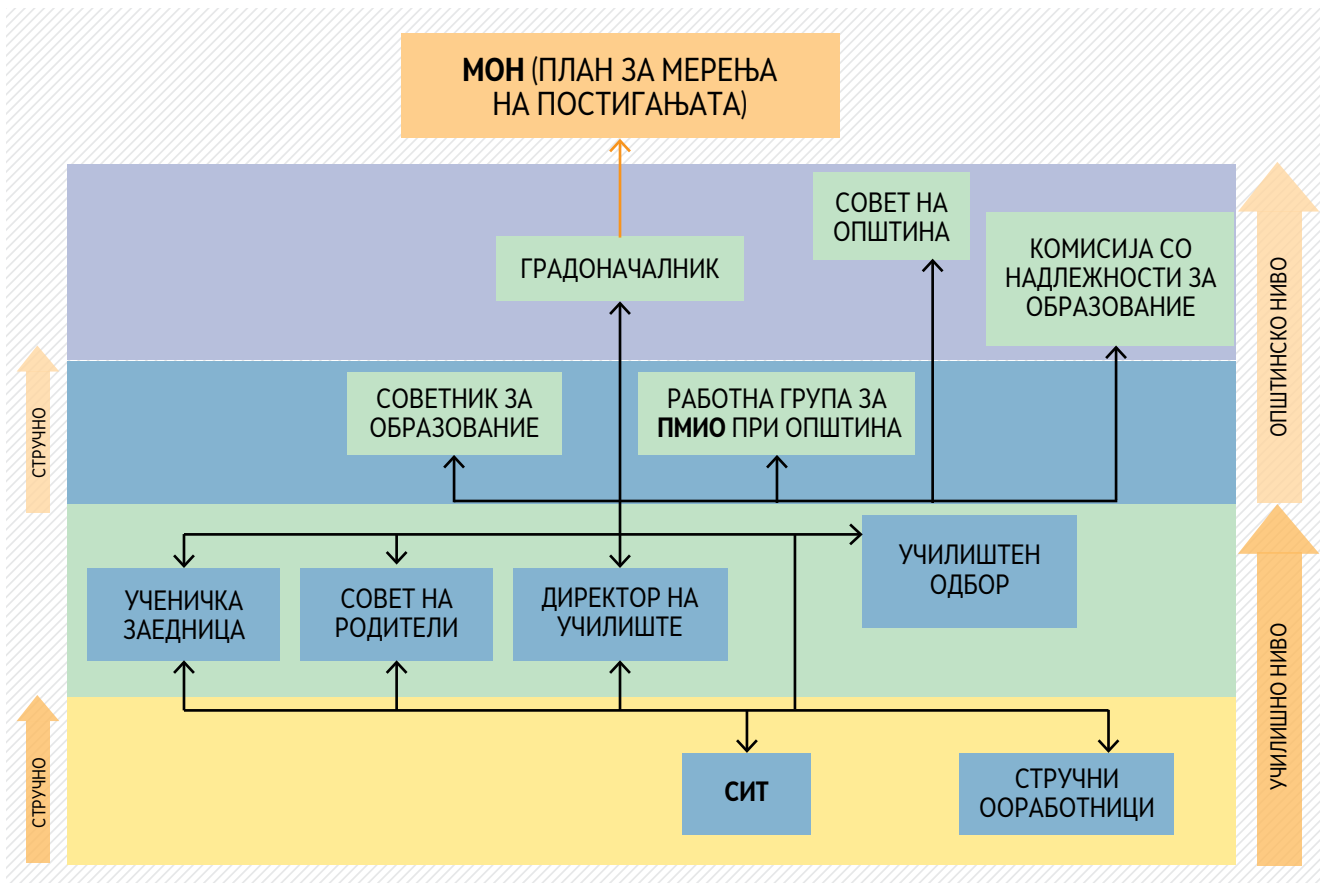 МОН (ПЛАН ЗА МЕРЕЊА
НА ПОСТИГАЊАТА)
СОВЕТ НА
ОПШТИНА
КОМИСИЈА СО
НАДЛЕЖНОСТИ ЗА
ОБРАЗОВАНИЕ
ГРАДОНАЧАЛНИК
ОПШТИНСКО НИВО
СТРУЧНО
СОВЕТНИК ЗА
ОБРАЗОВАНИЕ
РАБОТНА ГРУПА ЗА
ПМИО ПРИ ОПШТИНА
УЧИЛИШТЕН
ОДБОР
УЧЕНИЧКА
ЗАЕДНИЦА
СОВЕТ НА
РОДИТЕЛИ
ДИРЕКТОР НА
УЧИЛИШТЕ
УЧИЛИШНО НИВО
СТРУЧНО
СИТ
СТРУЧНИ
ООРАБОТНИЦИ